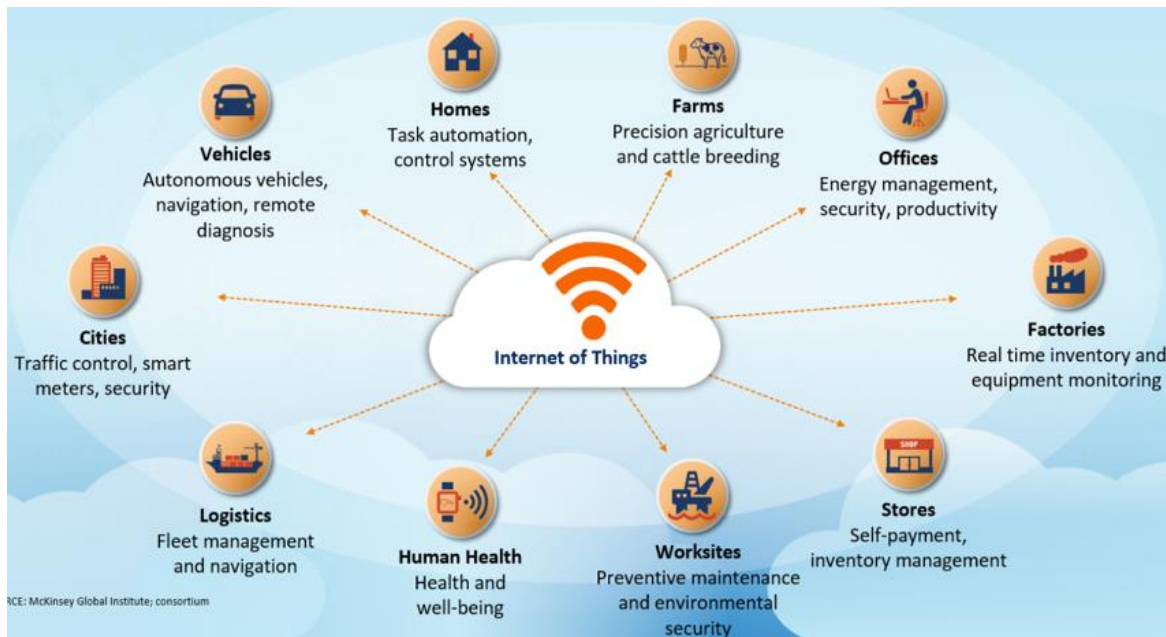 Homes
Task automation,
control systems
Farms
Precision agriculture
and cattle breeding
Vehicles
Autonomous vehicles,
navigation, remote
diagnosis
Offices
Energy management,
security, productivity
Cities
Traffic control, smart
meters, security
Internet of Things
Factories
Real time inventory and
equipment monitoring
Logistics
Fleet management
and navigation
Human Health
Health and
well-being
Worksites
Preventive maintenance
and environmental
security
SHOP
Stores
Self-payment,
inventory management
RCE: McKinsey Global Institute; consortium